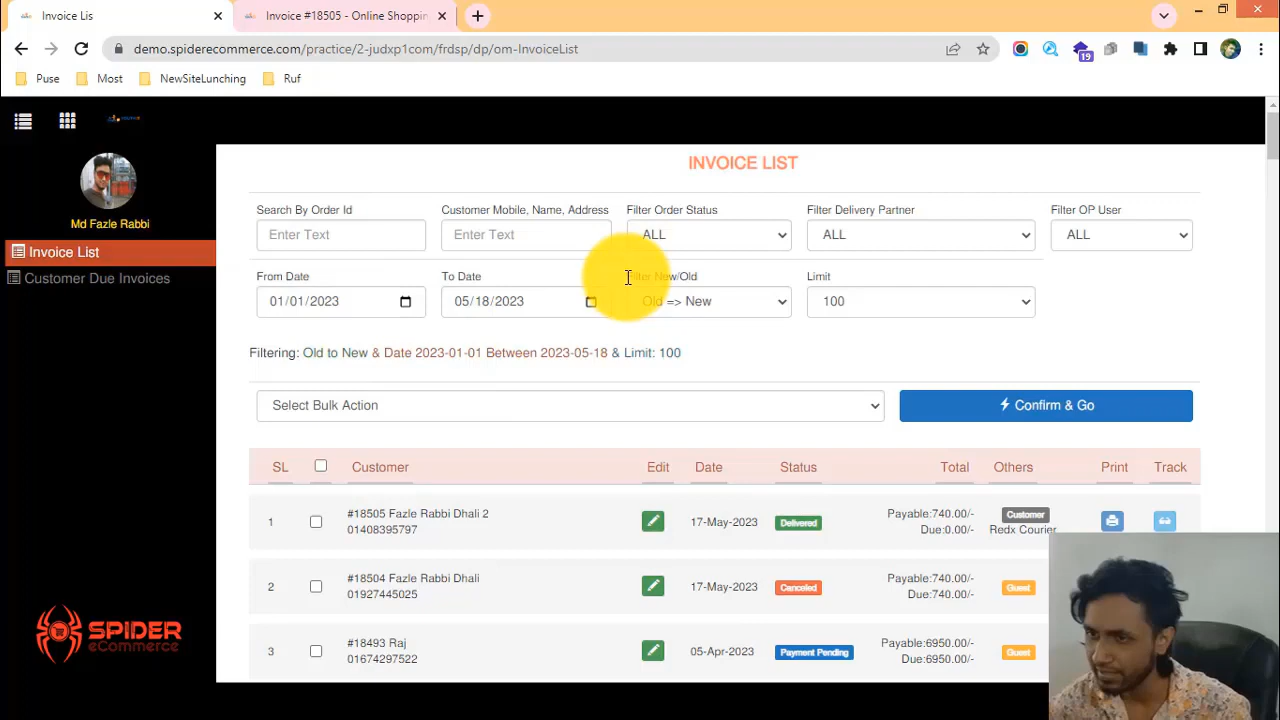 Invoice Lis
Invoice #18505 - Online Shoppin
demo.spiderecommerce.com/practice/2-judxp1com/frdsp/dp/om-InvoiceList
19
Puse
Most
NewSiteLunching
Ruf
Md Fazle Rabbi
Invoice List
Customer Due Invoices
SPIDER
eCommerce
INVOICE LIST
Search By Order Id
Customer Mobile, Name, Address
Filter Order Status
Filter Delivery Partner
Filter OP User
Enter Text
Enter Text
ALL
ALL
ALL
From Date
To Date
Filter New/Old
Limit
01/01/2023
05/18/2023
Old => New
100
Filtering: Old to New & Date 2023-01-01 Between 2023-05-18 & Limit: 100
Select Bulk Action
Confirm & Go
SL
Customer
Edit
Date
Status
Total
Others
Print
Track
1
#18505 Fazle Rabbi Dhali 2
01408395797
17-May-2023
Delivered
Payable:740.00/-
Due:0.00/-
Customer
Redx Courier
2
#18504 Fazle Rabbi Dhali
01927445025
17-May-2023
Canceled
Payable:740.00/-
Due:740.00/-
Guest
3
#18493 Raj
01674297522
05-Apr-2023
Payment Pending
Payable:6950.00/-
Due:6950.00/-
Guest